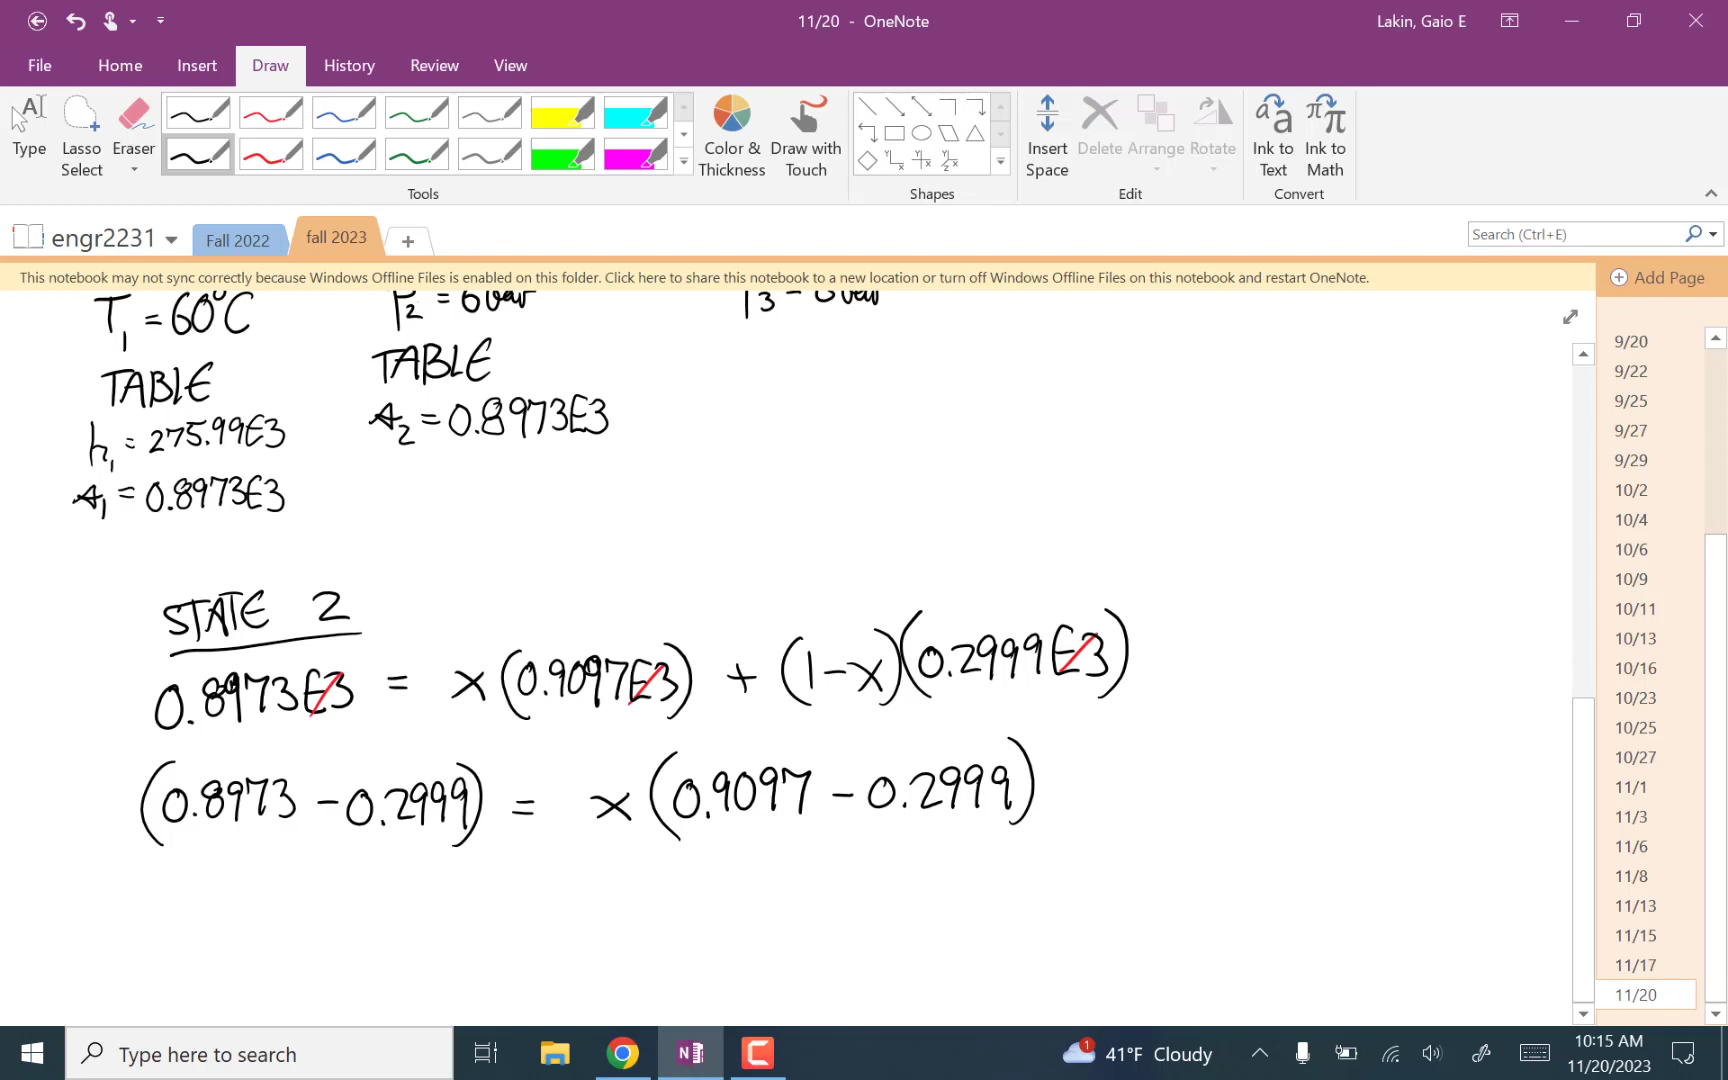 11/20 - OneNote
Lakin, Gaio E
File Home Insert Draw History Review View
Type
Lasso Select
Eraser
Color & Thickness
Draw with Touch
Insert Space
Delete Arrange Rotate
Ink to Text
Ink to Math
Tools Shapes Edit Convert
engr2231 Fall 2022 fall 2023
Search (Ctrl+E)
This notebook may not sync correctly because Windows Offline Files is enabled on this folder. Click here to share this notebook to a new location or turn off Windows Offline Files on this notebook and restart OneNote.
Add Page
T₁ = 60°C
TABLE
h₁ = 275.99E3
s₁ = 0.8973E3
P₂ = 6 bar
TABLE
s₂ = 0.8973E3
STATE 2
0.8973E3 = x(0.9097E3) + (1-x)(0.2999E3)
(0.8973 - 0.2999) = x(0.9097 - 0.2999)
9/20
9/22
9/25
9/27
9/29
10/2
10/4
10/6
10/9
10/11
10/13
10/16
10/23
10/25
10/27
11/1
11/3
11/6
11/8
11/13
11/15
11/17
11/20
Type here to search
1
41°F Cloudy
10:15 AM
11/20/2023